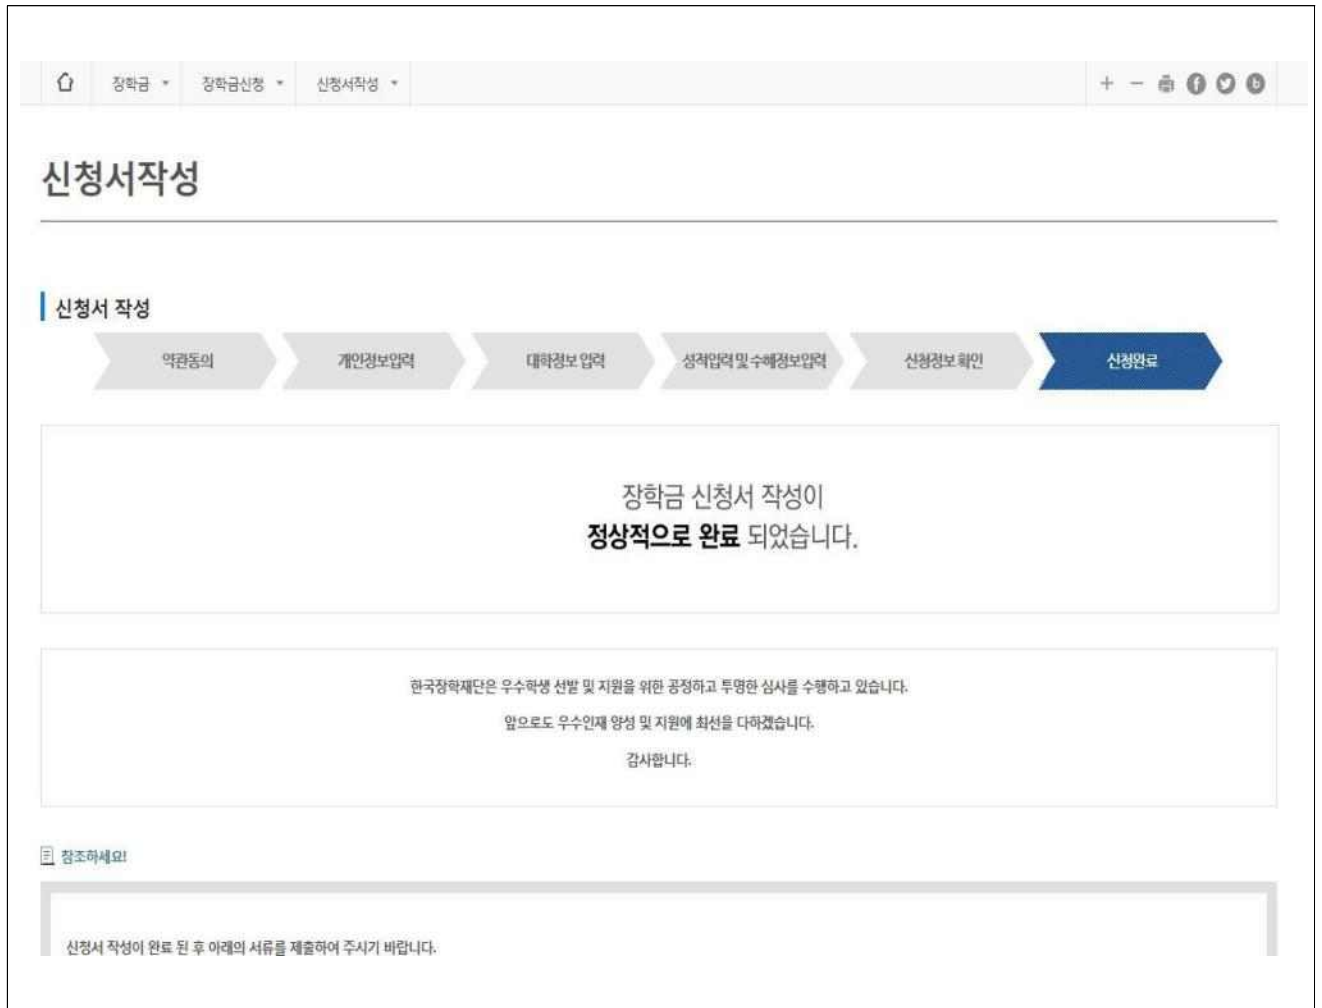 장학금
장학금신청
신청서작성
신청서작성
신청서 작성
약관동의
개인정보입력
대학정보 입력
성적입력 및 수혜정보입력
신청정보 확인
신청완료
장학금 신청서 작성이
정상적으로 완료 되었습니다.
한국장학재단은 우수학생 선발 및 지원을 위한 공정하고 투명한 심사를 수행하고 있습니다.
앞으로도 우수인재 양성 및 지원에 최선을 다하겠습니다.
감사합니다.
참조하세요!
신청서 작성이 완료 된 후 아래의 서류를 제출하여 주시기 바랍니다.